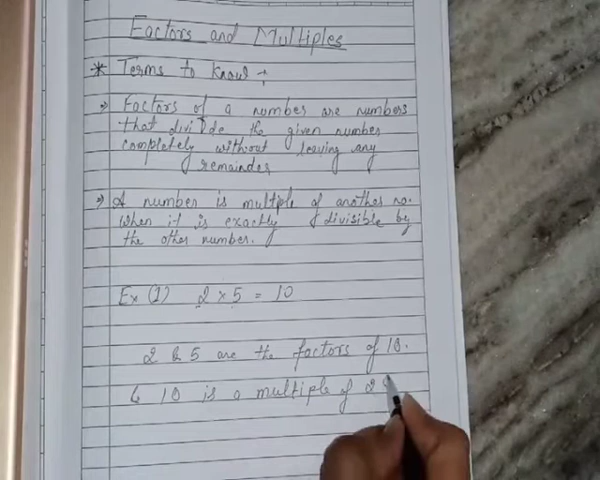 Factors and Multiples
* Terms to know :
→ Factors of a number are numbers
that divide the given number
completely without leaving any
remainder
→ A number is multiple of another no.
when it is exactly divisible by
the other number.
Ex (1) 2 × 5 = 10
2 & 5 are the factors of 10.
& 10 is a multiple of 2